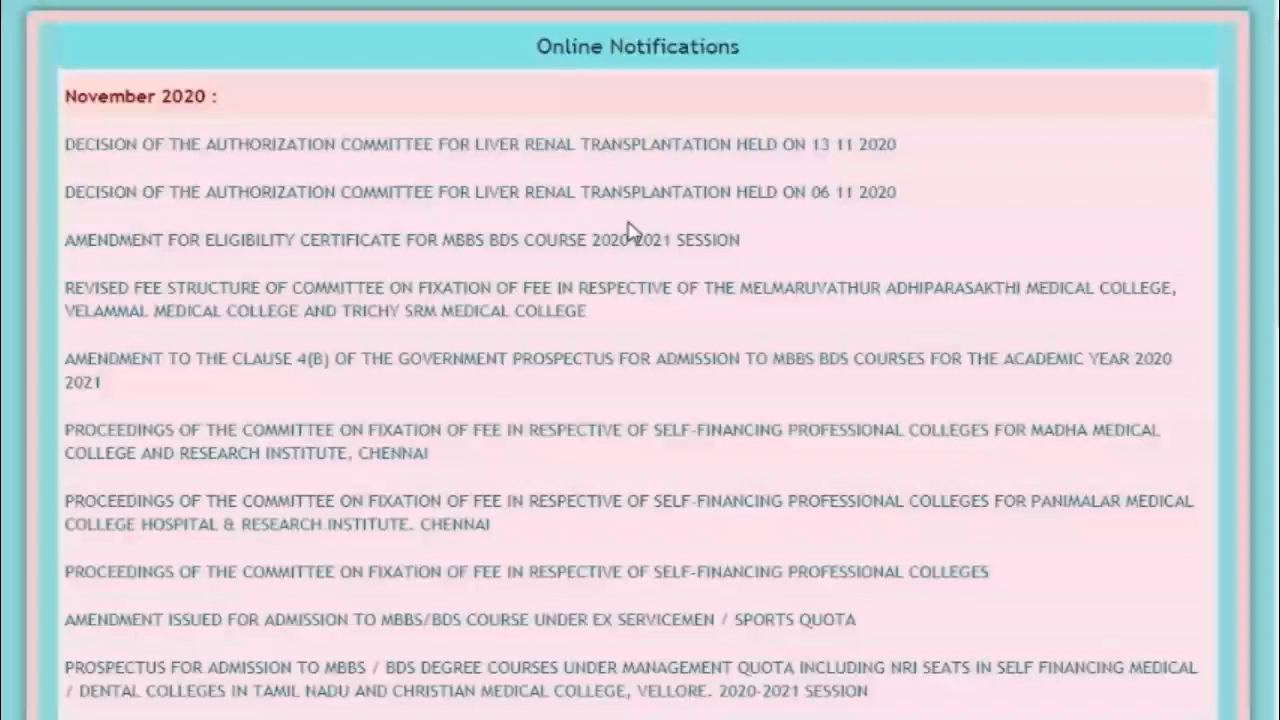 Online Notifications
November 2020 :
DECISION OF THE AUTHORIZATION COMMITTEE FOR LIVER RENAL TRANSPLANTATION HELD ON 13 11 2020
DECISION OF THE AUTHORIZATION COMMITTEE FOR LIVER RENAL TRANSPLANTATION HELD ON 06 11 2020
AMENDMENT FOR ELIGIBILITY CERTIFICATE FOR MBBS BDS COURSE 2020-2021 SESSION
REVISED FEE STRUCTURE OF COMMITTEE ON FIXATION OF FEE IN RESPECTIVE OF THE MELMARUVATHUR ADHIPARASAKTHI MEDICAL COLLEGE,
VELAMMAL MEDICAL COLLEGE AND TRICHY SRM MEDICAL COLLEGE
AMENDMENT TO THE CLAUSE 4(B) OF THE GOVERNMENT PROSPECTUS FOR ADMISSION TO MBBS BDS COURSES FOR THE ACADEMIC YEAR 2020
2021
PROCEEDINGS OF THE COMMITTEE ON FIXATION OF FEE IN RESPECTIVE OF SELF-FINANCING PROFESSIONAL COLLEGES FOR MADHA MEDICAL
COLLEGE AND RESEARCH INSTITUTE, CHENNAI
PROCEEDINGS OF THE COMMITTEE ON FIXATION OF FEE IN RESPECTIVE OF SELF-FINANCING PROFESSIONAL COLLEGES FOR PANIMALAR MEDICAL
COLLEGE HOSPITAL & RESEARCH INSTITUTE. CHENNAI
PROCEEDINGS OF THE COMMITTEE ON FIXATION OF FEE IN RESPECTIVE OF SELF-FINANCING PROFESSIONAL COLLEGES
AMENDMENT ISSUED FOR ADMISSION TO MBBS/BDS COURSE UNDER EX SERVICEMEN / SPORTS QUOTA
PROSPECTUS FOR ADMISSION TO MBBS / BDS DEGREE COURSES UNDER MANAGEMENT QUOTA INCLUDING NRI SEATS IN SELF FINANCING MEDICAL
/ DENTAL COLLEGES IN TAMIL NADU AND CHRISTIAN MEDICAL COLLEGE, VELLORE. 2020-2021 SESSION